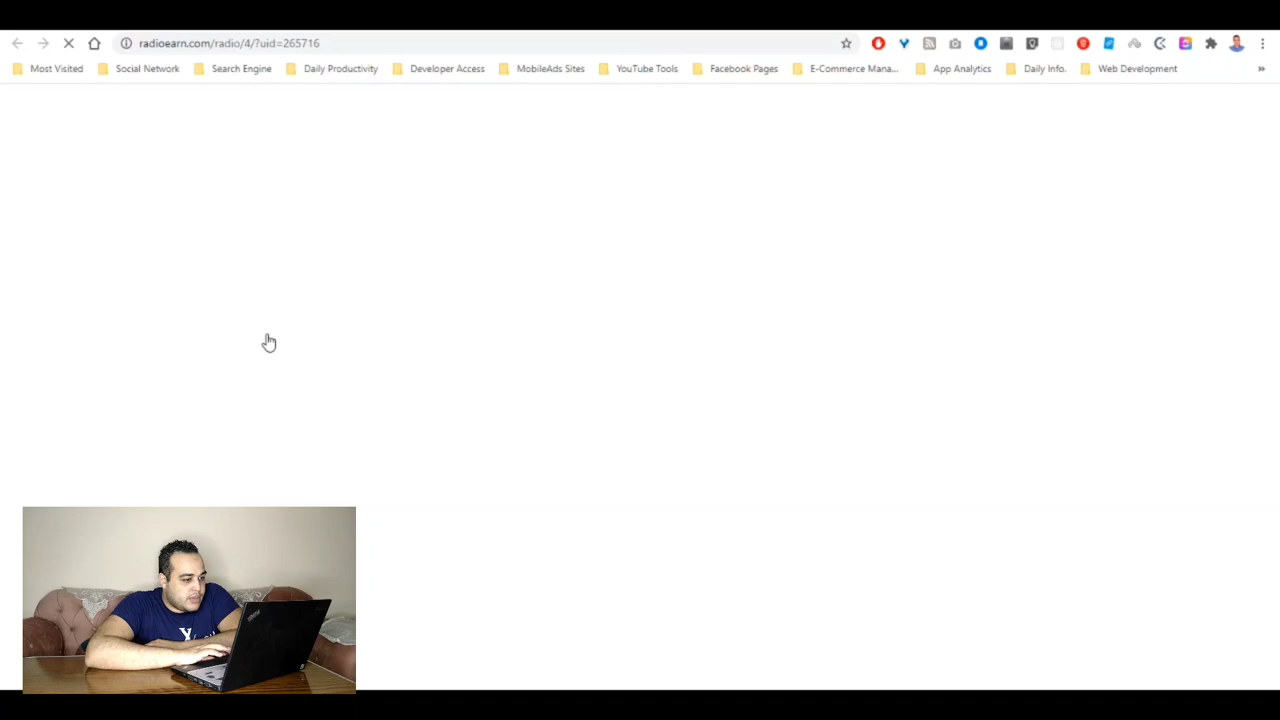 radioearn.com/radio/4/?uid=265716
Most Visited Social Network Search Engine Daily Productivity Developer Access MobileAds Sites YouTube Tools Facebook Pages E-Commerce Mana... App Analytics Daily Info. Web Development »